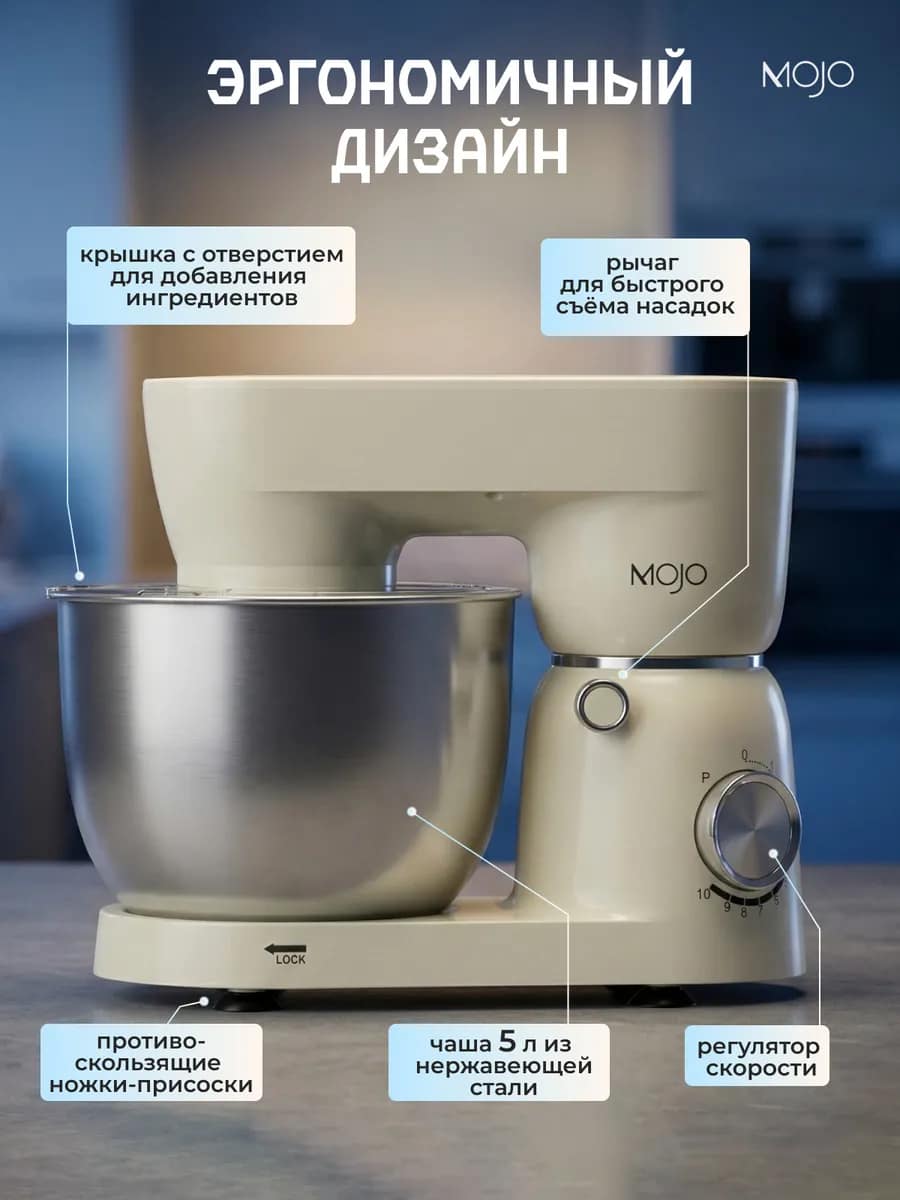 ЭРГОНОМИЧНЫЙ
ДИЗАЙН
MOJO
крышка с отверстием
для добавления
ингредиентов
рычаг
для быстрого
съёма насадок
MOJO
0
1
P
10
9
8
7
5
LOCK
противо-
скользящие
ножки-присоски
чаша 5 л из
нержавеющей
стали
регулятор
скорости